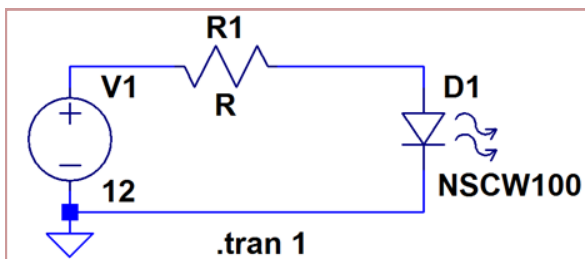 R1
V1
R
D1
+
−
12
NSCW100
.tran 1